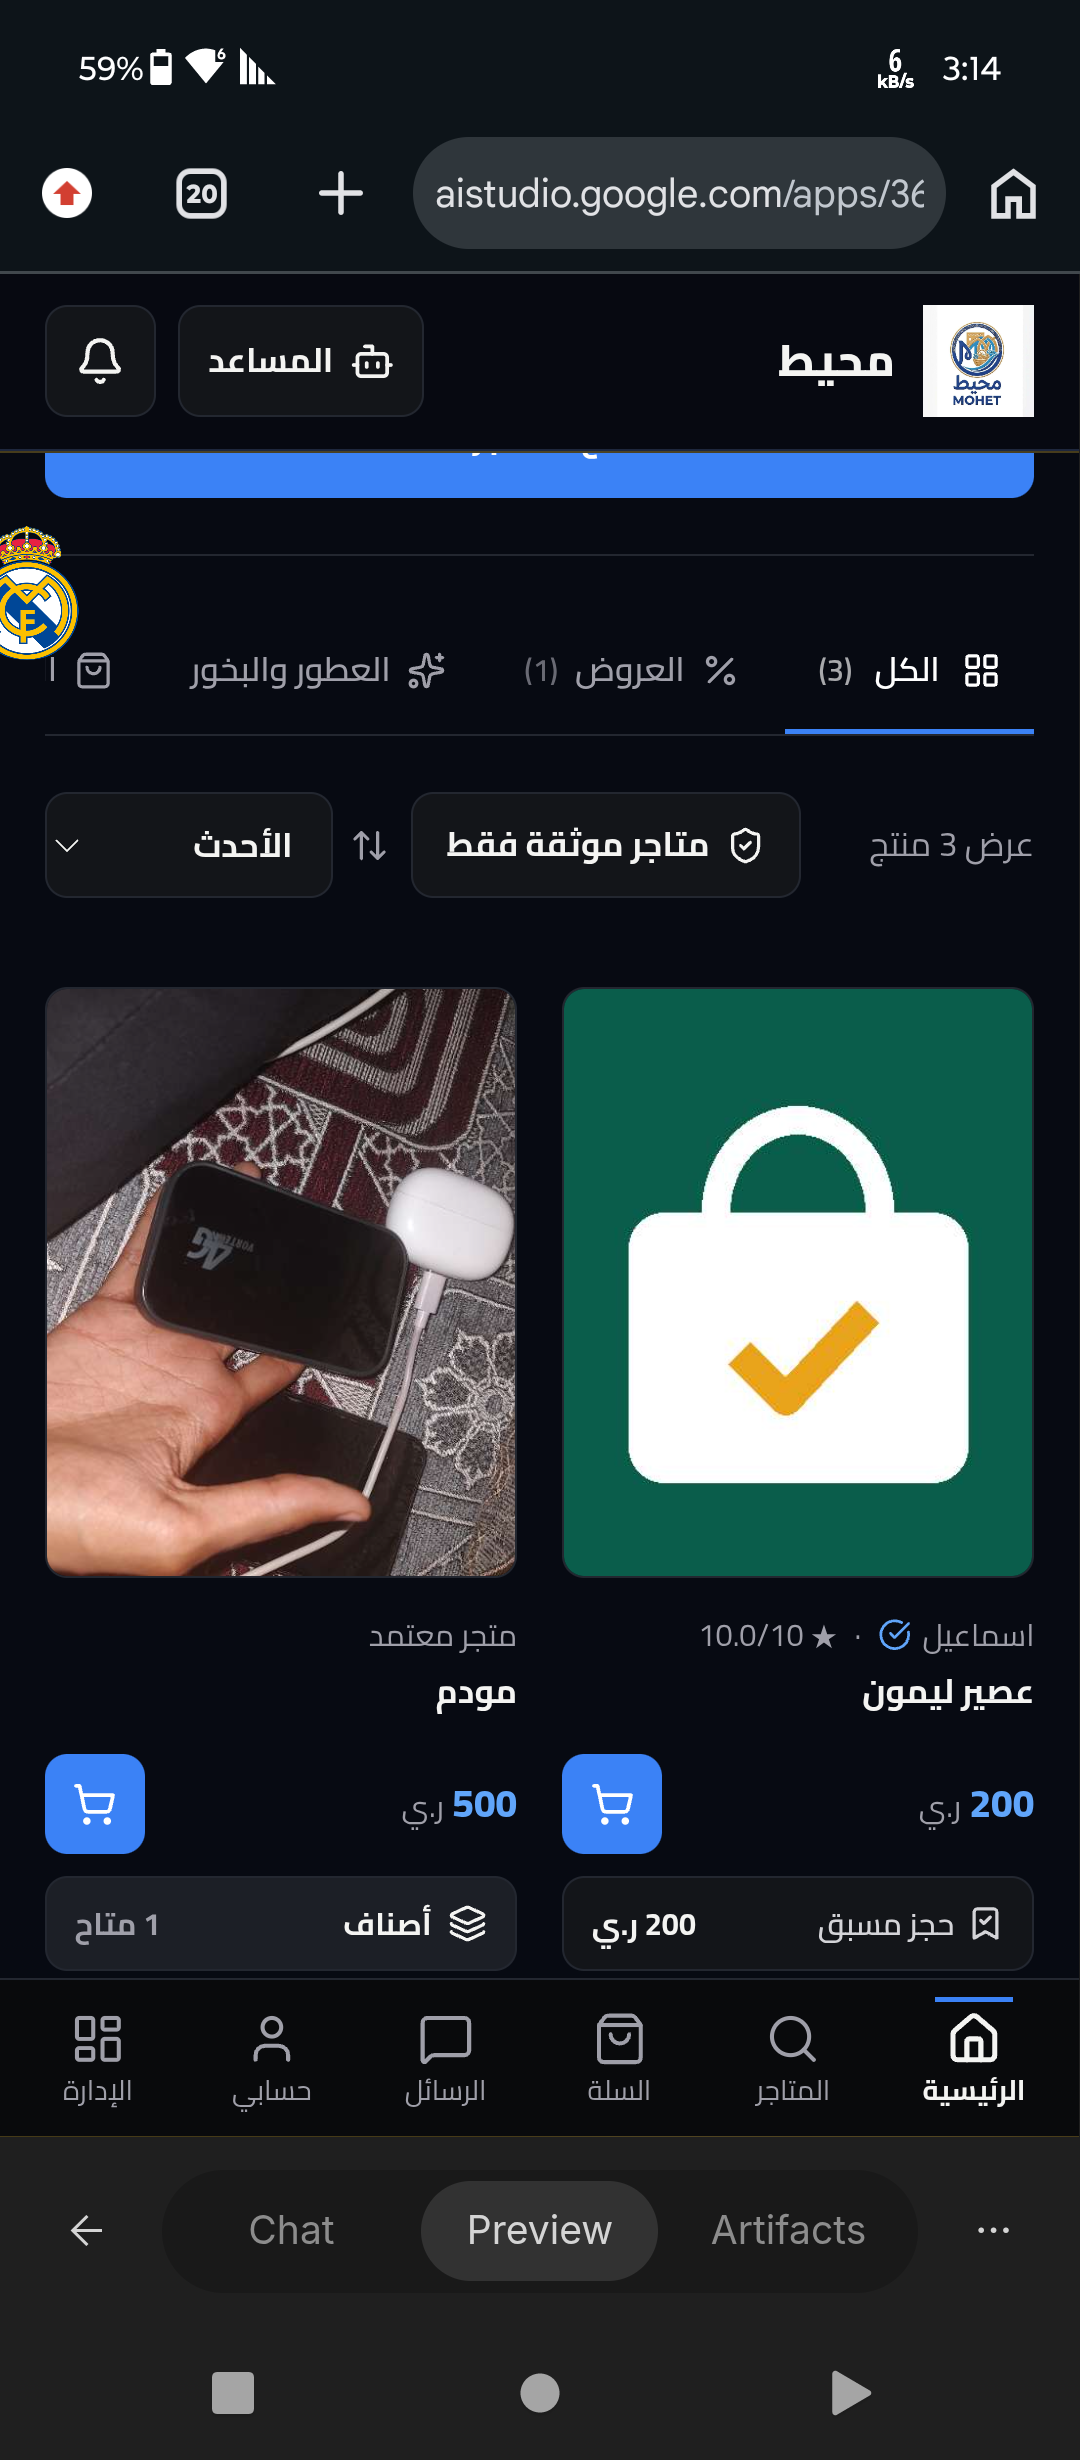 59%
6
6 kB/s
3:14
20
aistudio.google.com/apps/36
محيط
محيط
MOHET
المساعد
الكل (3)
العروض (1)
العطور والبخور
عرض 3 منتج
متاجر موثقة فقط
الأحدث
4G
اسماعيل · ★ 10.0/10
عصير ليمون
200 ر.ي
حجز مسبق
200 ر.ي
متجر معتمد
مودم
500 ر.ي
أصناف
1 متاح
الرئيسية
المتاجر
السلة
الرسائل
حسابي
الإدارة
Chat
Preview
Artifacts